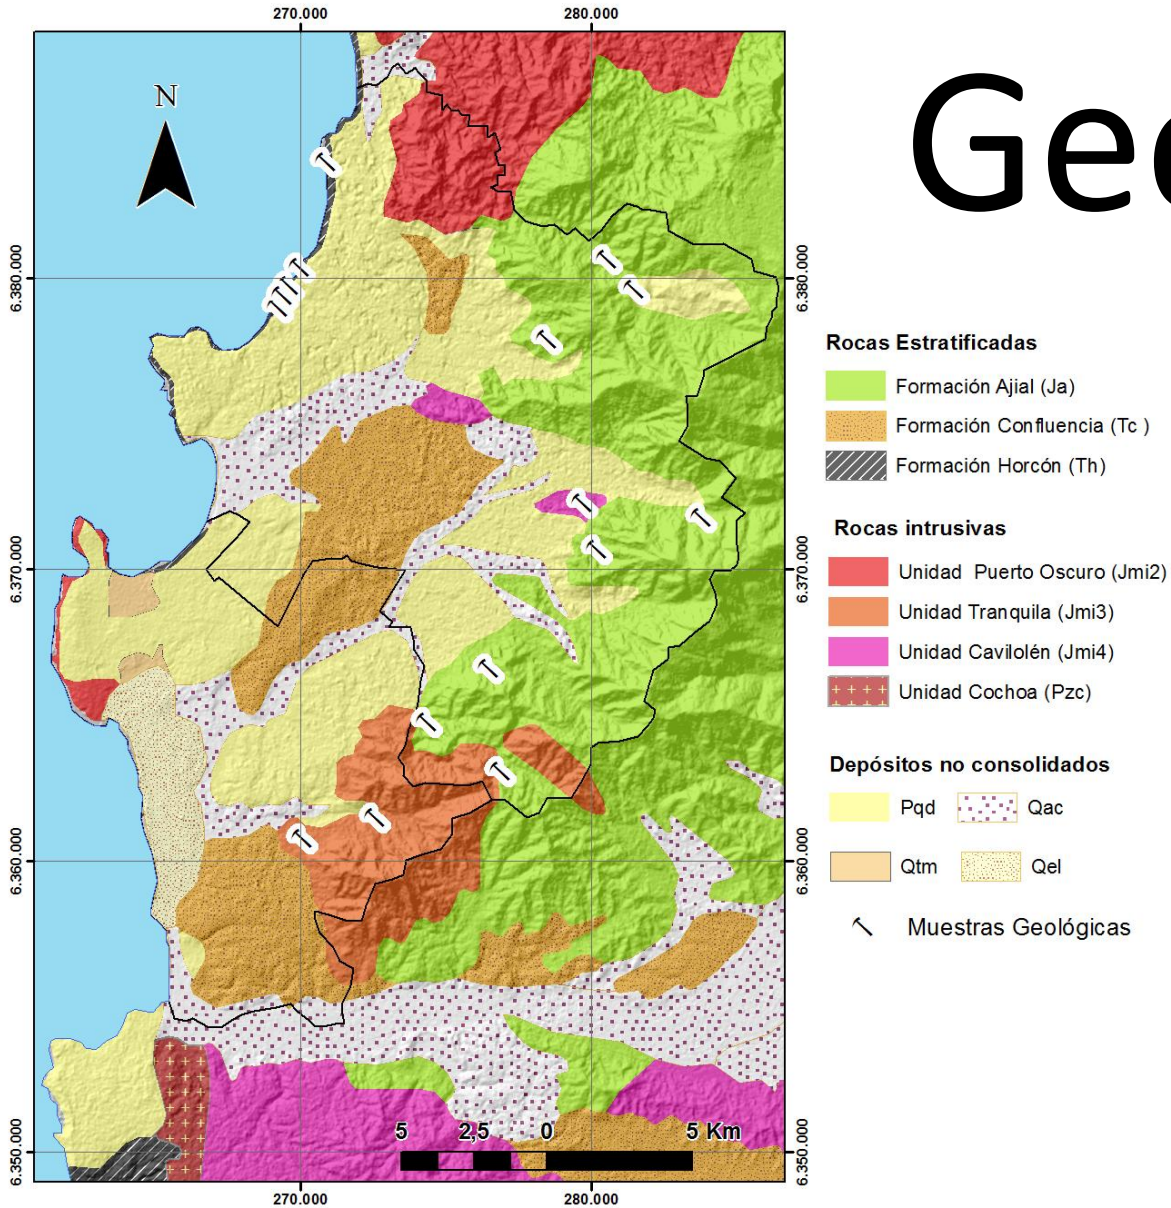 270.000 280.000
N
Geo
6.380.000 6.380.000
6.370.000 6.370.000
6.360.000 6.360.000
6.350.000 6.350.000
5 2,5 0 5 Km
270.000 280.000
Rocas Estratificadas
Formación Ajial (Ja)
Formación Confluencia (Tc )
Formación Horcón (Th)
Rocas intrusivas
Unidad Puerto Oscuro (Jmi2)
Unidad Tranquila (Jmi3)
Unidad Cavilolén (Jmi4)
Unidad Cochoa (Pzc)
Depósitos no consolidados
Pqd Qac
Qtm Qel
Muestras Geológicas